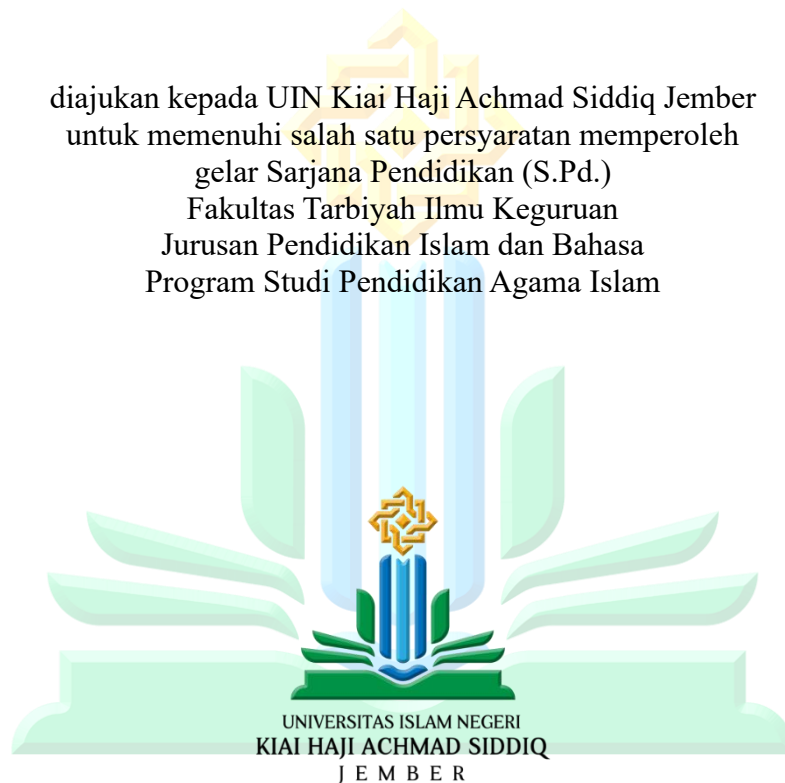 diajukan kepada UIN Kiai Haji Achmad Siddiq Jember
untuk memenuhi salah satu persyaratan memperoleh
gelar Sarjana Pendidikan (S.Pd.)
Fakultas Tarbiyah Ilmu Keguruan
Jurusan Pendidikan Islam dan Bahasa
Program Studi Pendidikan Agama Islam
UNIVERSITAS ISLAM NEGERI
KIAI HAJI ACHMAD SIDDIQ
JEMBER